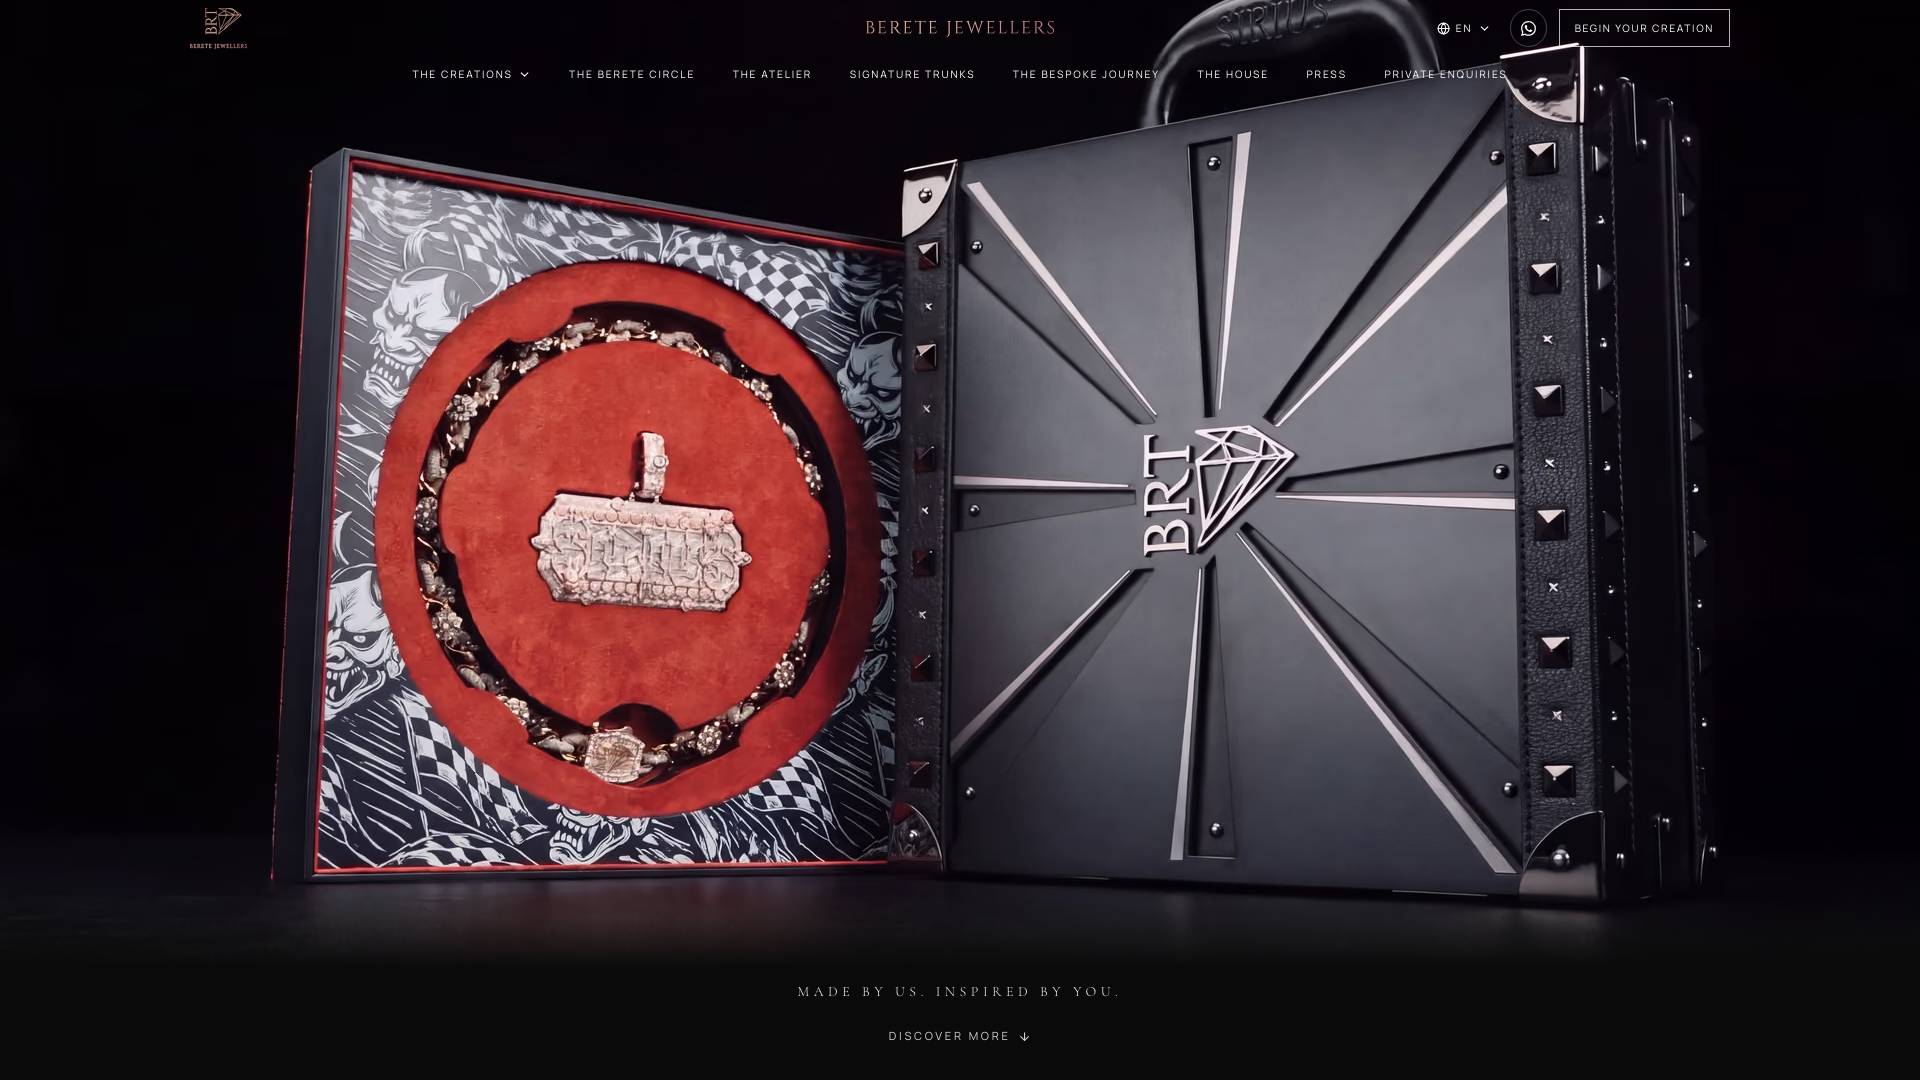 BRT
BERETE JEWELLERS
BERETE JEWELLERS
EN
BEGIN YOUR CREATION
THE CREATIONS
THE BERETE CIRCLE
THE ATELIER
SIGNATURE TRUNKS
THE BESPOKE JOURNEY
THE HOUSE
PRESS
PRIVATE ENQUIRIES
SIRIUS
BRT
MADE BY US. INSPIRED BY YOU.
DISCOVER MORE